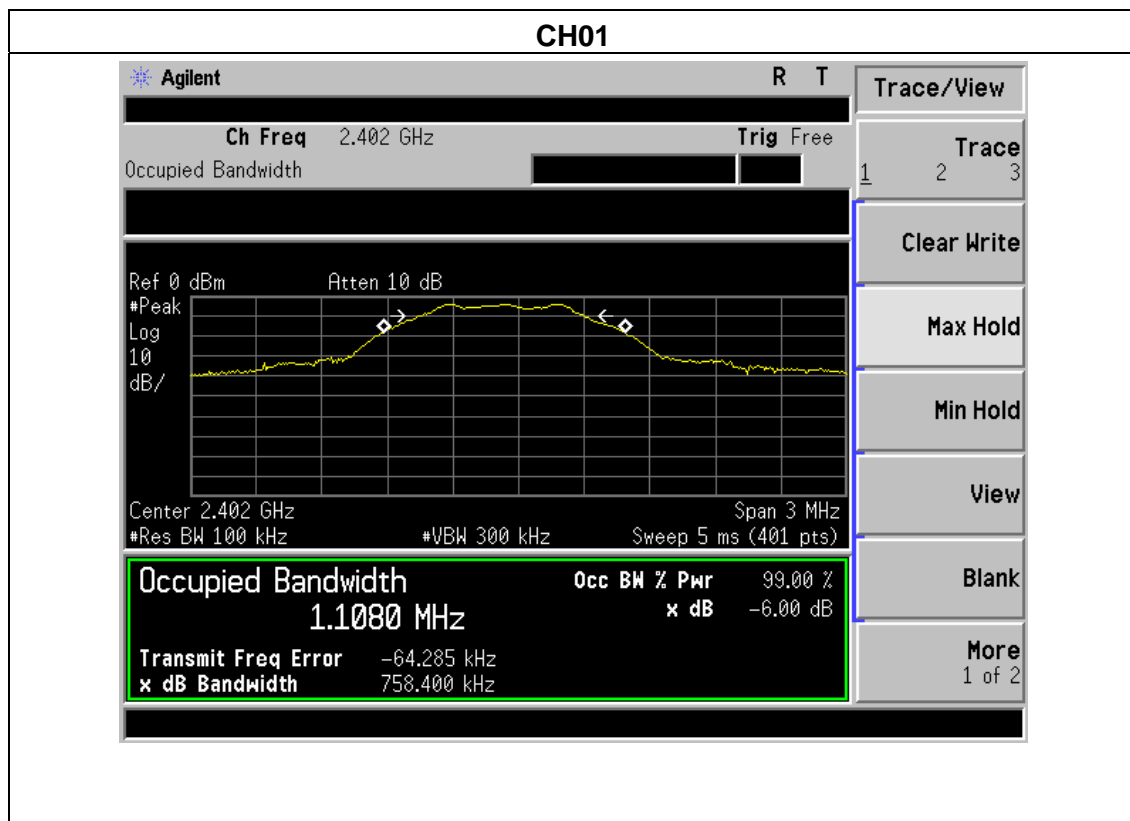 CH01
Agilent R T
Ch Freq 2.402 GHz Trig Free
Occupied Bandwidth
Ref 0 dBm Atten 10 dB
#Peak
Log
10
dB/
Center 2.402 GHz Span 3 MHz
#Res BW 100 kHz #VBW 300 kHz Sweep 5 ms (401 pts)
Occupied Bandwidth Occ BW % Pwr 99.00 %
1.1080 MHz x dB -6.00 dB
Transmit Freq Error -64.285 kHz
x dB Bandwidth 758.400 kHz
Trace/View
Trace
1 2 3
Clear Write
Max Hold
Min Hold
View
Blank
More
1 of 2